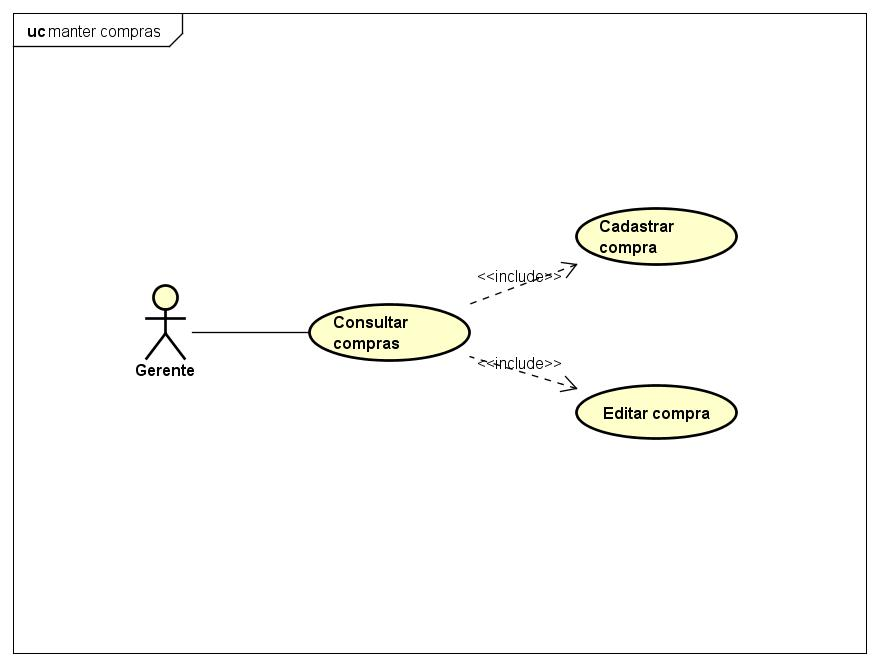 uc manter compras
Cadastrar
compra
<<include>>
Consultar
compras
<<include>>
Gerente
Editar compra